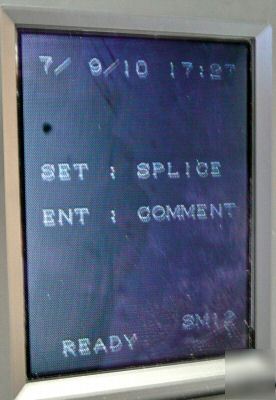 7/ 9/10 17:27
SET : SPLICE
ENT : COMMENT
SM12
READY